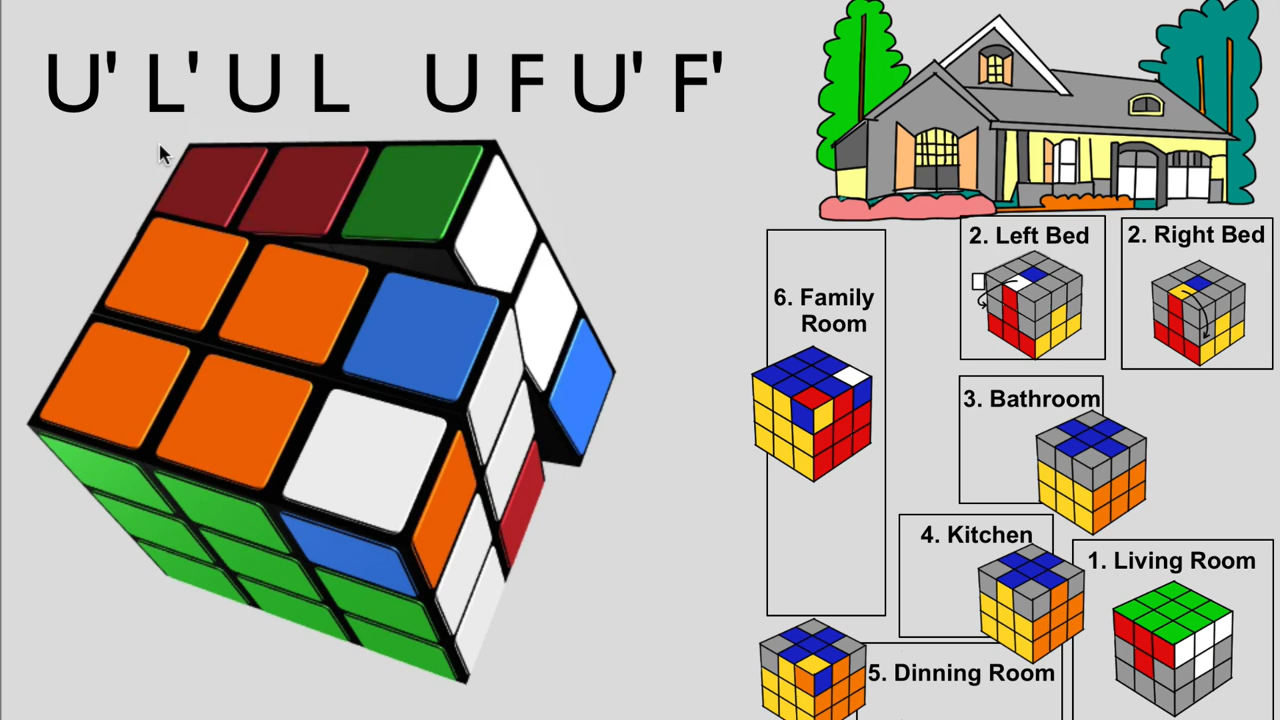 U' L' U L U F U' F'
2. Left Bed
2. Right Bed
6. Family
Room
3. Bathroom
4. Kitchen
1. Living Room
5. Dinning Room